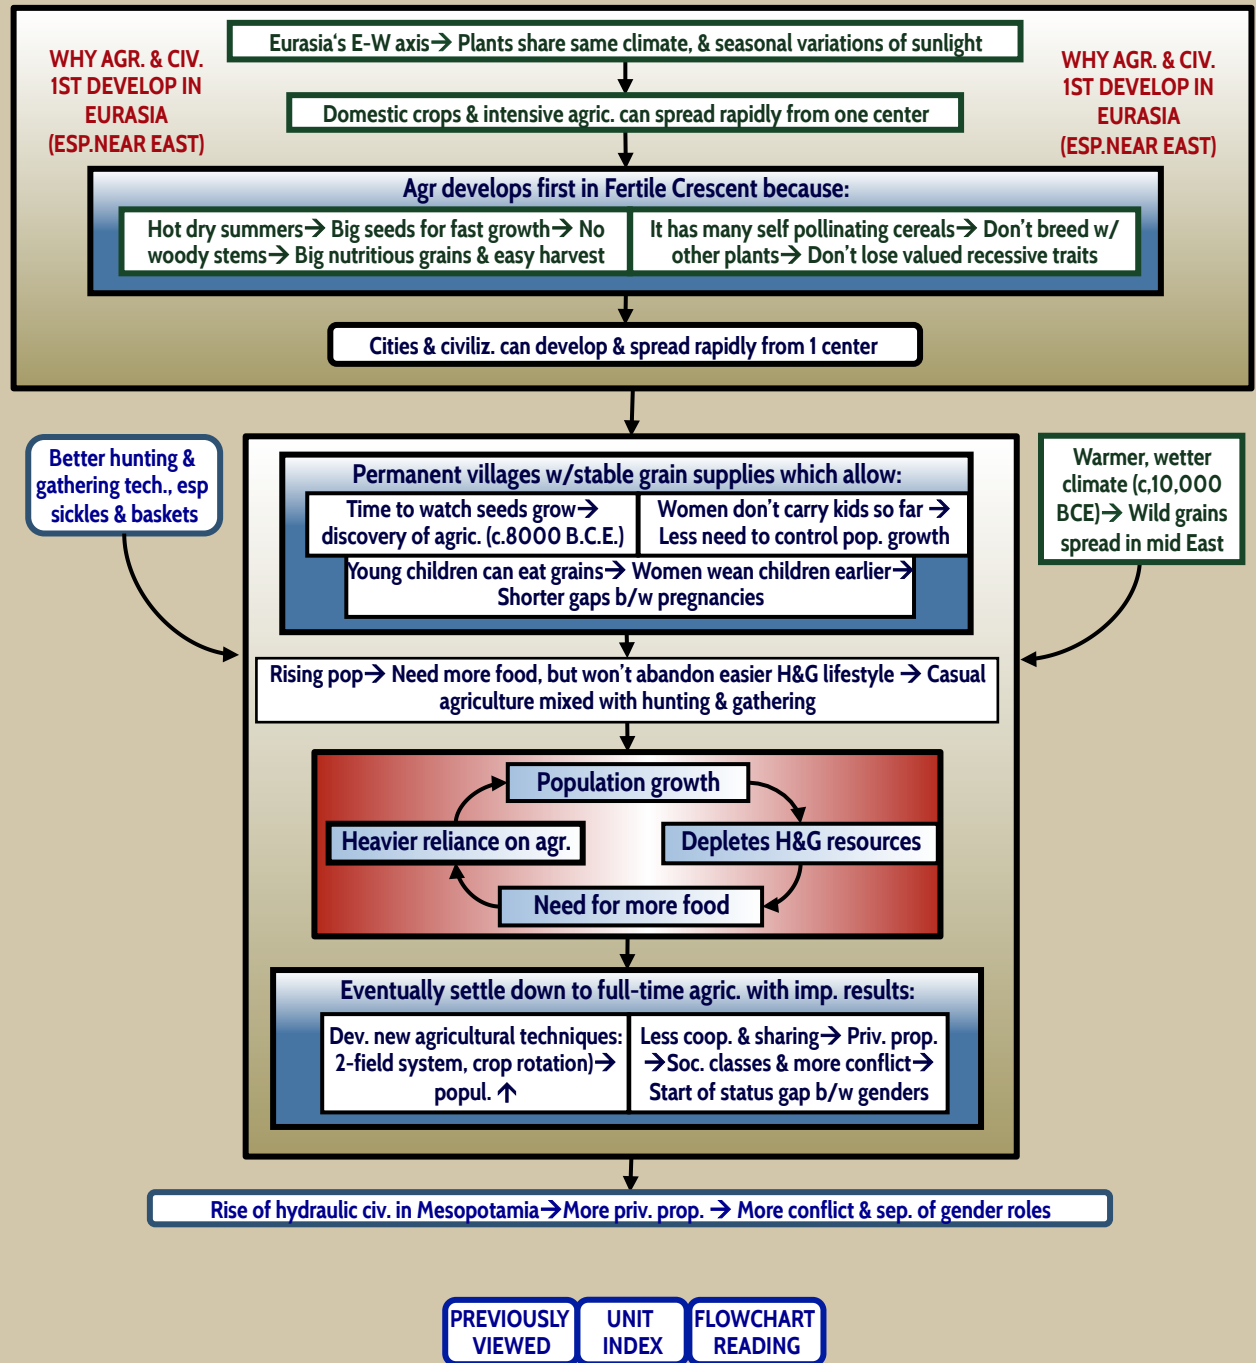 WHY AGR. & CIV.
1ST DEVELOP IN
EURASIA
(ESP.NEAR EAST)
Eurasia's E-W axis→ Plants share same climate, & seasonal variations of sunlight
WHY AGR. & CIV.
1ST DEVELOP IN
EURASIA
(ESP.NEAR EAST)
Domestic crops & intensive agric. can spread rapidly from one center
Agr develops first in Fertile Crescent because:
Hot dry summers→ Big seeds for fast growth→ No
woody stems→ Big nutritious grains & easy harvest
It has many self pollinating cereals→ Don't breed w/
other plants→ Don't lose valued recessive traits
Cities & civiliz. can develop & spread rapidly from 1 center
Better hunting &
gathering tech., esp
sickles & baskets
Warmer, wetter
climate (c,10,000
BCE)→ Wild grains
spread in mid East
Permanent villages w/stable grain supplies which allow:
Time to watch seeds grow→
discovery of agric. (c.8000 B.C.E.)
Women don't carry kids so far →
Less need to control pop. growth
Young children can eat grains→ Women wean children earlier→
Shorter gaps b/w pregnancies
Rising pop→ Need more food, but won't abandon easier H&G lifestyle → Casual
agriculture mixed with hunting & gathering
Population growth
Heavier reliance on agr.
Depletes H&G resources
Need for more food
Eventually settle down to full-time agric. with imp. results:
Dev. new agricultural techniques:
2-field system, crop rotation)→
popul. ↑
Less coop. & sharing→ Priv. prop.
→Soc. classes & more conflict→
Start of status gap b/w genders
Rise of hydraulic civ. in Mesopotamia→More priv. prop. → More conflict & sep. of gender roles
PREVIOUSLY
VIEWED
UNIT
INDEX
FLOWCHART
READING